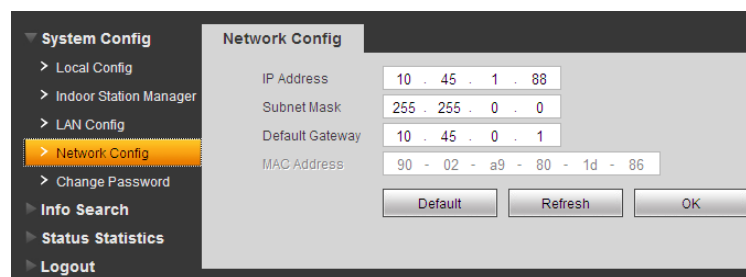 System Config
Local Config
Indoor Station Manager
LAN Config
Network Config
Change Password
Info Search
Status Statistics
Logout
Network Config
IP Address 10 . 45 . 1 . 88
Subnet Mask 255 . 255 . 0 . 0
Default Gateway 10 . 45 . 0 . 1
MAC Address 90 - 02 - a9 - 80 - 1d - 86
Default Refresh OK